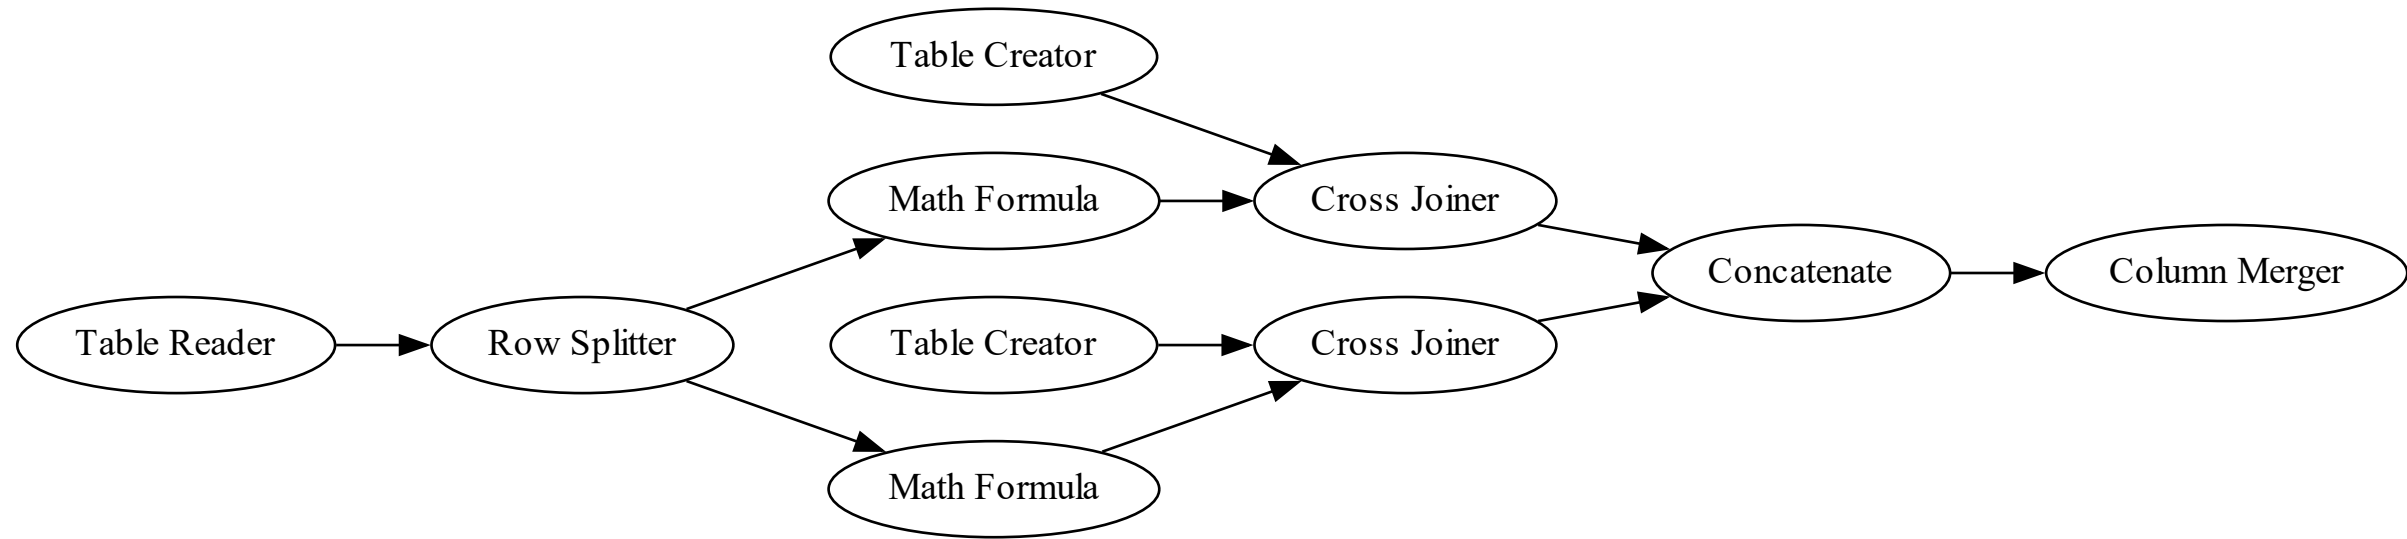 Table Creator
Math Formula
Cross Joiner
Concatenate
Column Merger
Table Reader
Row Splitter
Table Creator
Cross Joiner
Math Formula